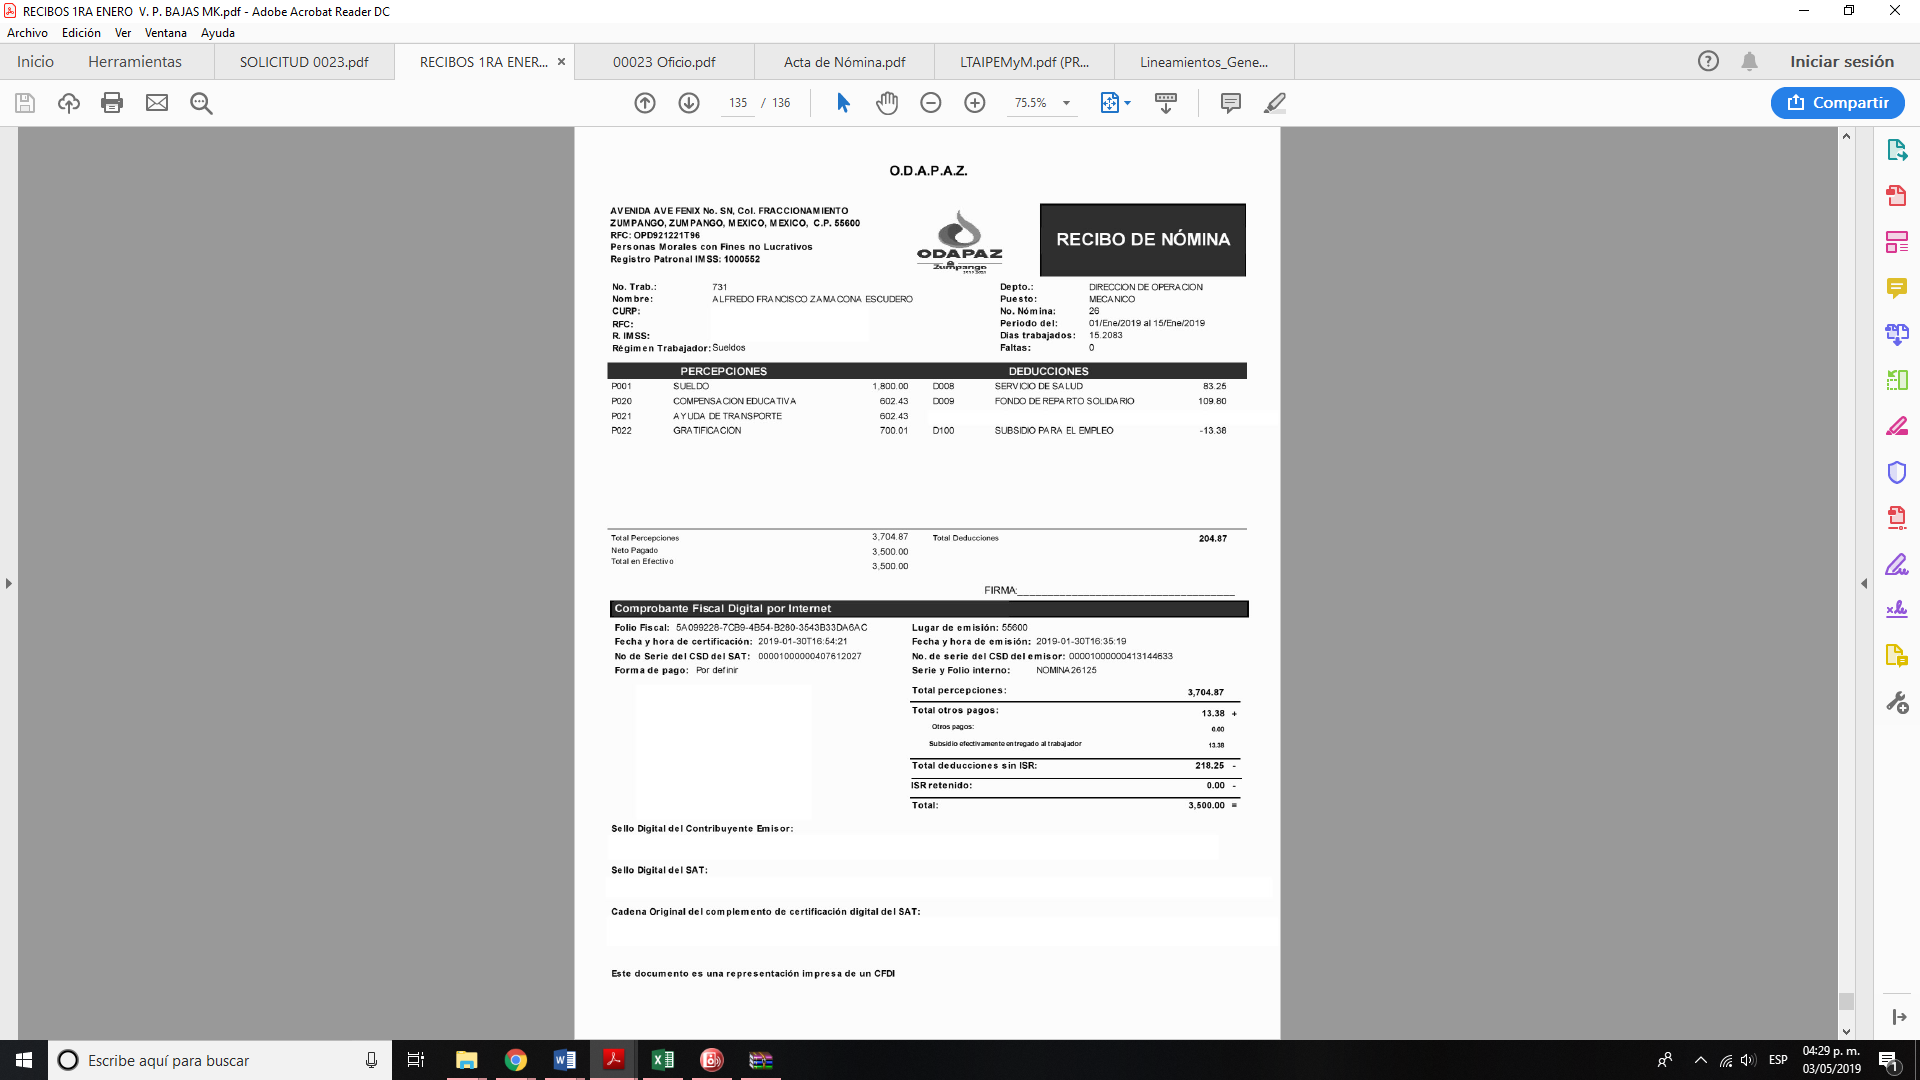 RECIBOS 1RA ENERO  V. P. BAJAS MK.pdf - Adobe Acrobat Reader DC
Archivo Edición Ver Ventana Ayuda
Inicio Herramientas SOLICITUD 0023.pdf RECIBOS 1RA ENER... × 00023 Oficio.pdf Acta de Nómina.pdf LTAIPEMyM.pdf (PR... Lineamientos_Gene... Iniciar sesión
135 / 136 75.5% Compartir
O.D.A.P.A.Z.
AVENIDA AVE FENIX No. SN, Col. FRACCIONAMIENTO
ZUMPANGO, ZUMPANGO, MEXICO, MEXICO, C.P. 55600
RFC: OPD921221T96
Personas Morales con Fines no Lucrativos
Registro Patronal IMSS: 1000552
ODAPAZ
Zumpango
RECIBO DE NÓMINA
No. Trab.: 731 Depto.: DIRECCION DE OPERACION
Nombre: ALFREDO FRANCISCO ZAMACONA ESCUDERO Puesto: MECANICO
CURP: No. Nómina: 26
RFC: Periodo del: 01/Ene/2019 al 15/Ene/2019
R. IMSS: Dias trabajados: 15.2083
Régimen Trabajador: Sueldos Faltas: 0
PERCEPCIONES DEDUCCIONES
P001 SUELDO 1,800.00 D008 SERVICIO DE SALUD 83.25
P020 COMPENSACION EDUCATIVA 602.43 D009 FONDO DE REPARTO SOLIDARIO 109.80
P021 AYUDA DE TRANSPORTE 602.43
P022 GRATIFICACION 700.01 D100 SUBSIDIO PARA EL EMPLEO -13.38
Total Percepciones 3,704.87 Total Deducciones 204.87
Neto Pagado 3,500.00
Total en Efectivo 3,500.00
FIRMA:
Comprobante Fiscal Digital por Internet
Folio Fiscal: 5A099228-7CB9-4B54-B280-3543B33DA6AC Lugar de emisión: 55600
Fecha y hora de certificación: 2019-01-30T16:54:21 Fecha y hora de emisión: 2019-01-30T16:35:19
No de Serie del CSD del SAT: 00001000000407612027 No. de serie del CSD del emisor: 00001000000413144633
Forma de pago: Por definir Serie y Folio interno: NOMINA26125
Total percepciones: 3,704.87
Total otros pagos: 13.38 +
Otros pagos: 0.00
Subsidio efectivamente entregado al trabajador 13.38
Total deducciones sin ISR: 218.25 -
ISR retenido: 0.00 -
Total: 3,500.00 =
Sello Digital del Contribuyente Emisor:
Sello Digital del SAT:
Cadena Original del complemento de certificación digital del SAT:
Este documento es una representación impresa de un CFDI
Escribe aquí para buscar
ESP
04:29 p. m.
03/05/2019
1